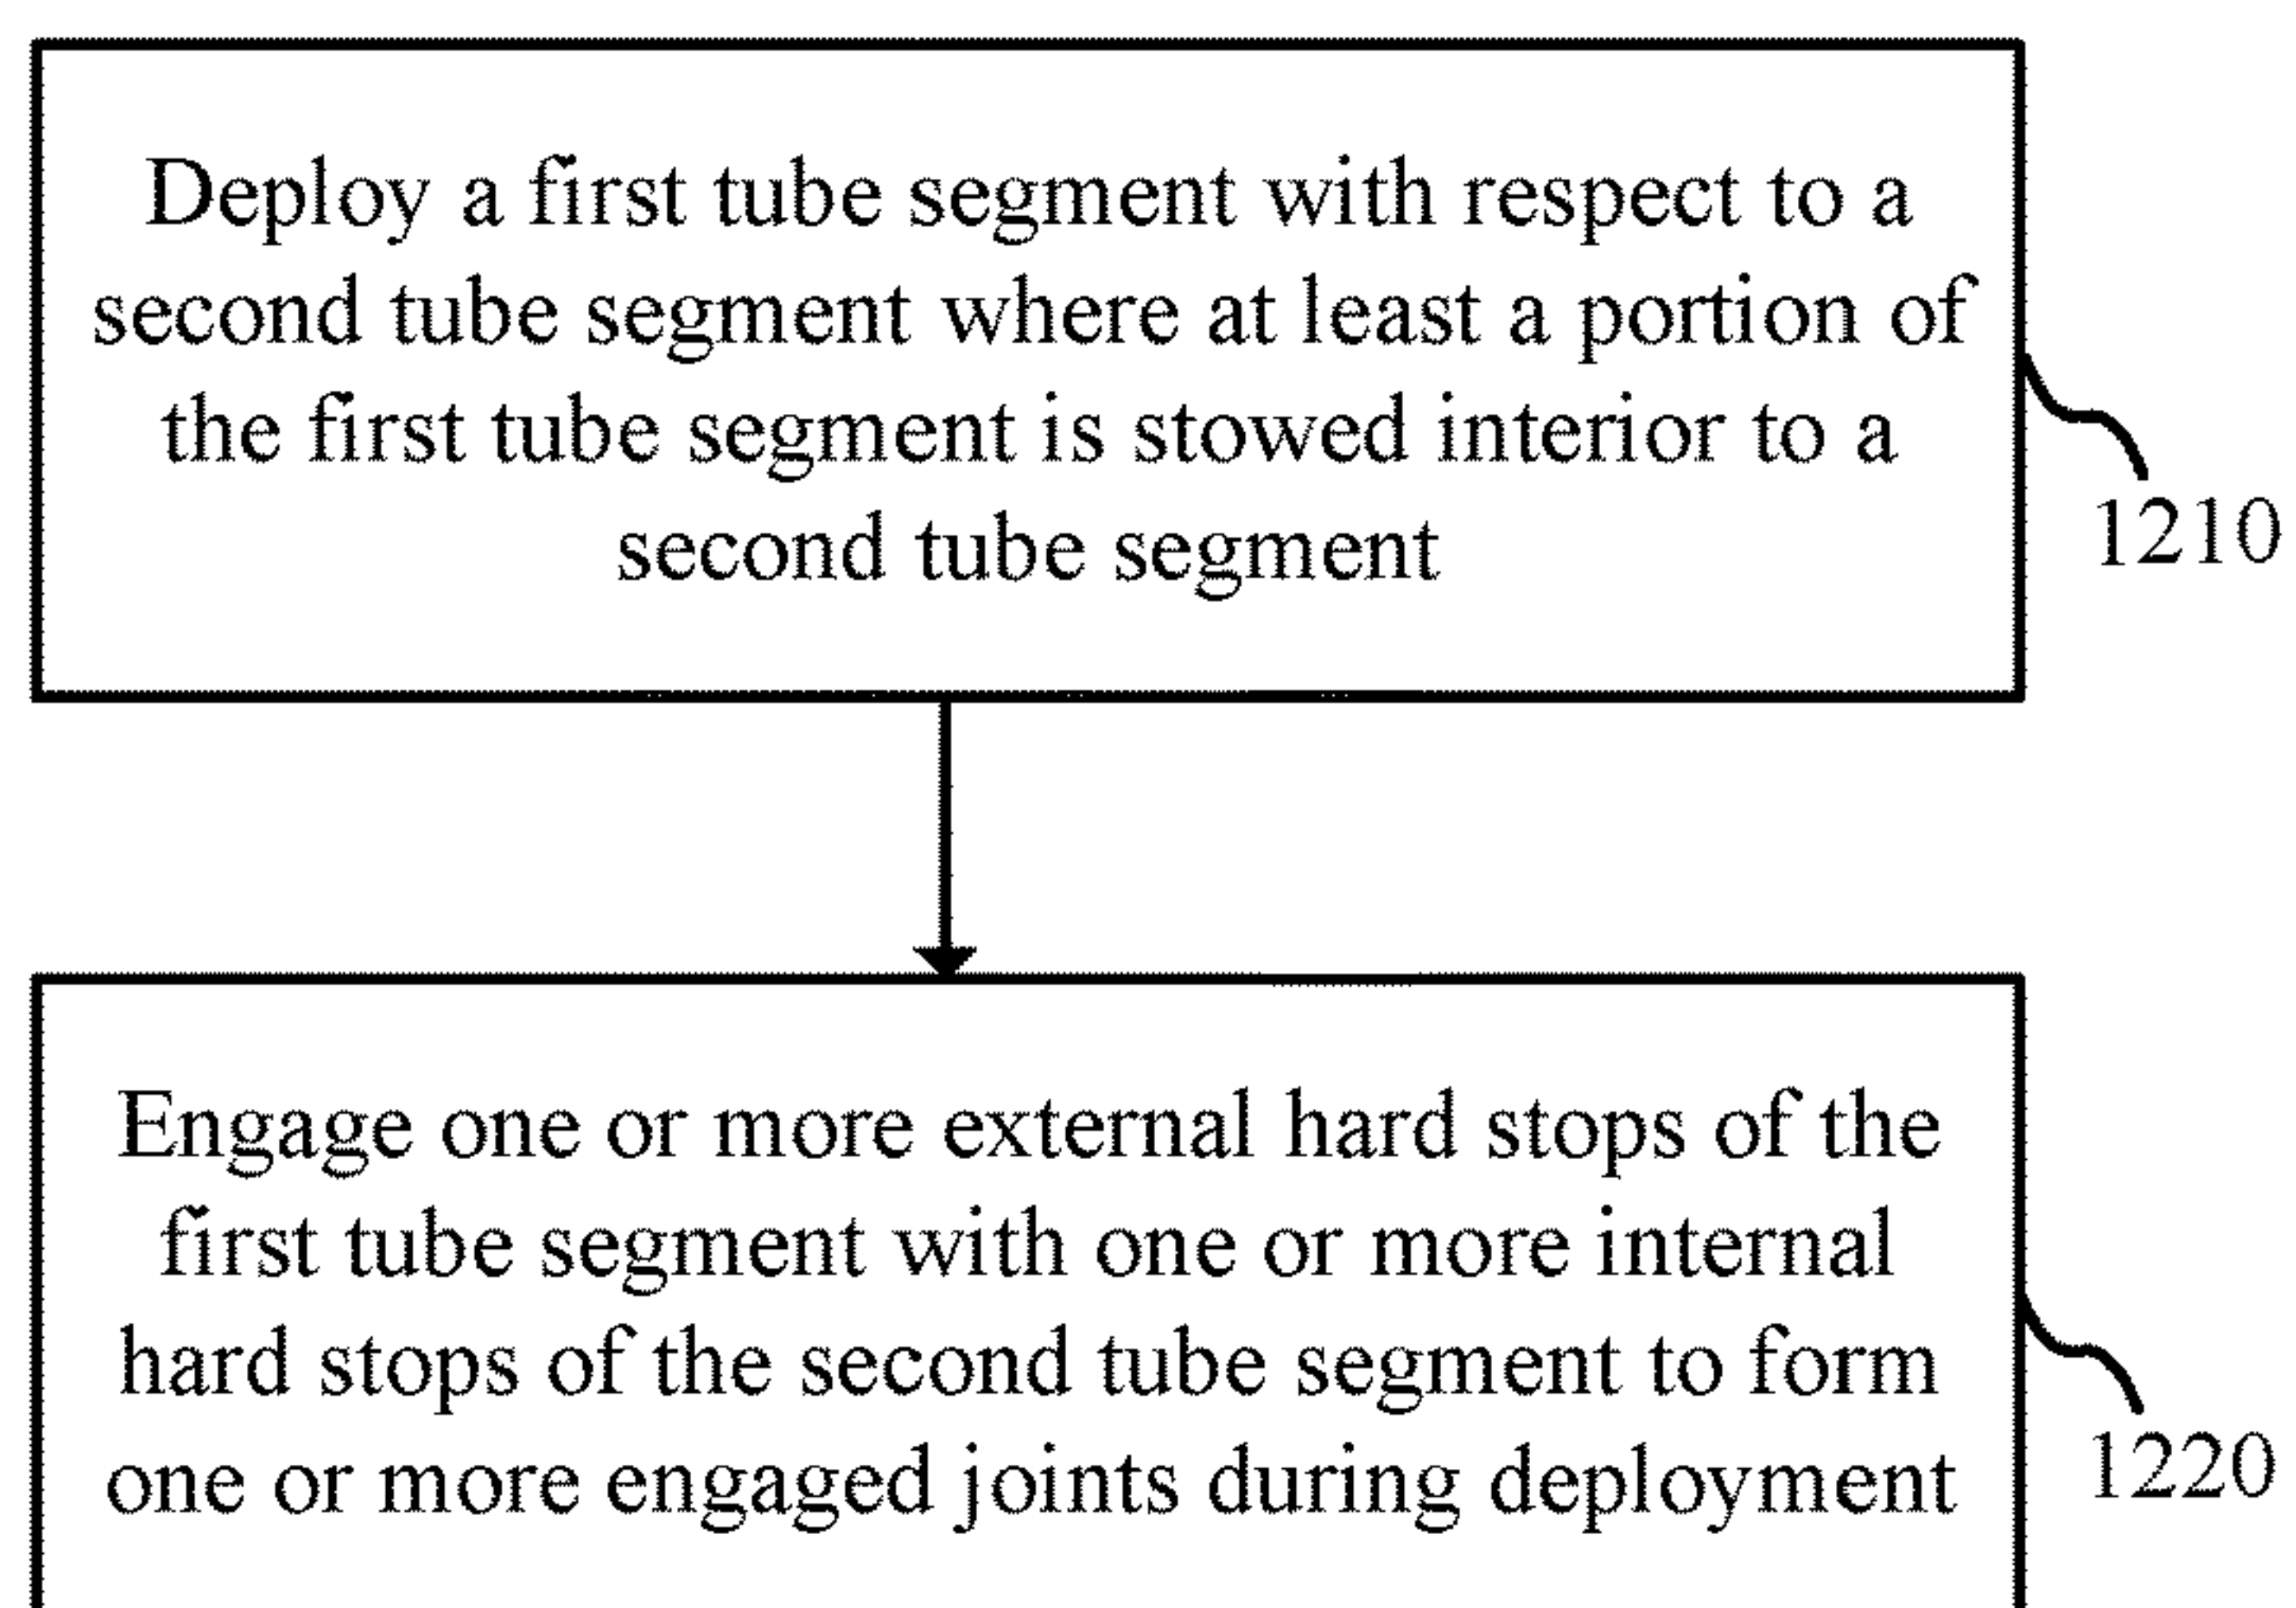 Deploy a first tube segment with respect to a
second tube segment where at least a portion of
the first tube segment is stowed interior to a
second tube segment
1210
Engage one or more external hard stops of the
first tube segment with one or more internal
hard stops of the second tube segment to form
one or more engaged joints during deployment
1220